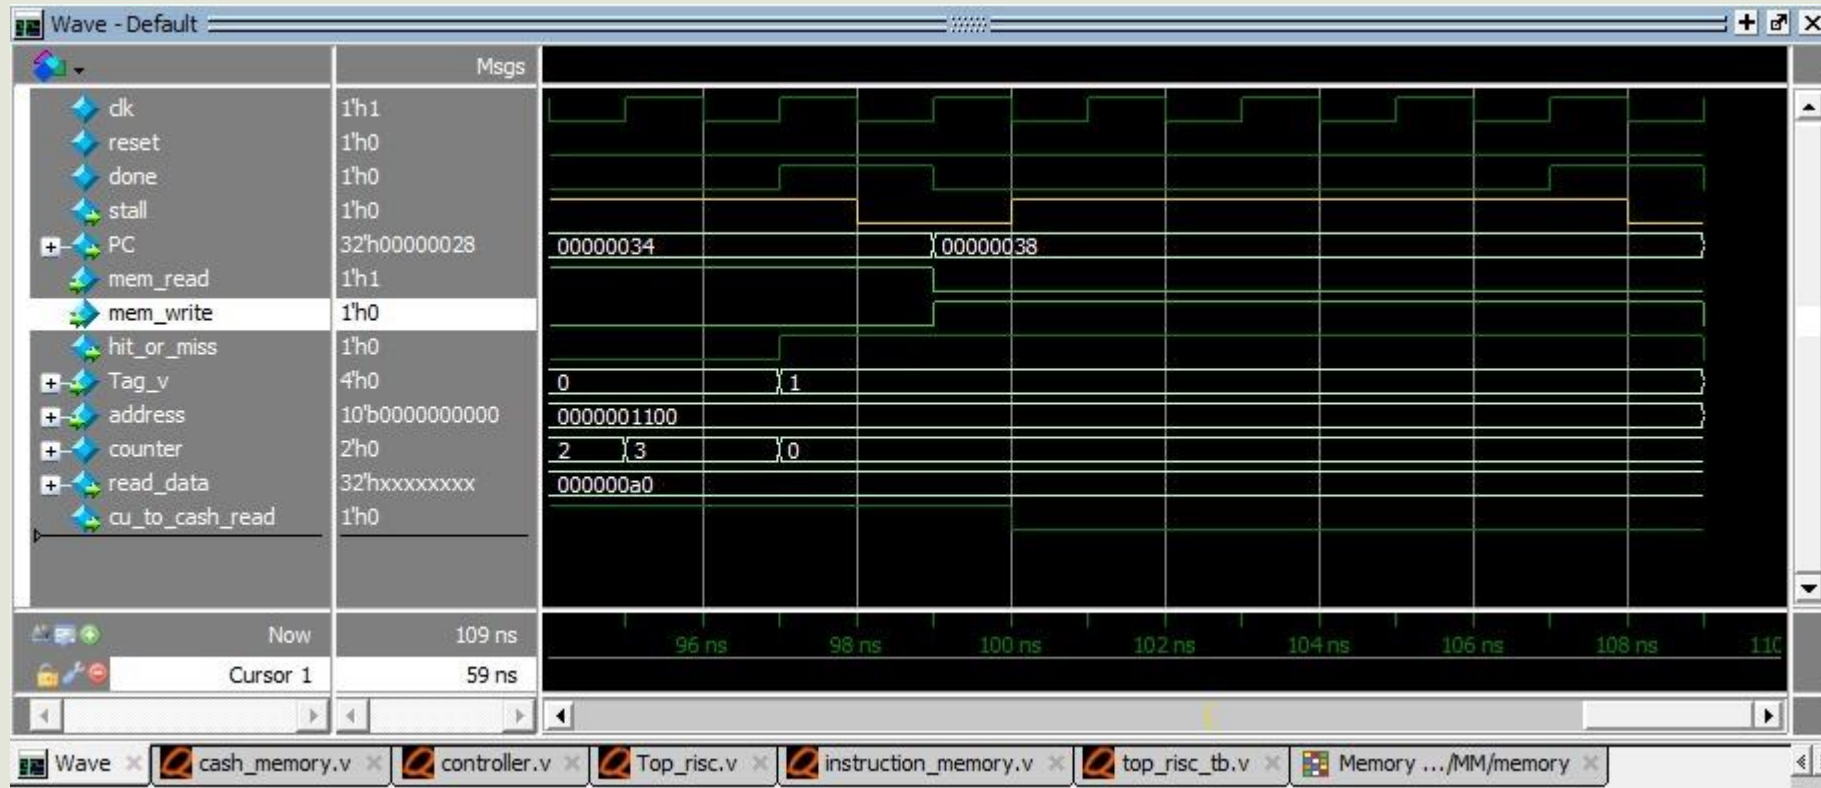 Wave - Default
Msgs
clk 1'h1
reset 1'h0
done 1'h0
stall 1'h0
PC 32'h00000028 00000034 00000038
mem_read 1'h1
mem_write 1'h0
hit_or_miss 1'h0
Tag_v 4'h0 0 1
address 10'b0000000000 0000001100
counter 2'h0 2 3 0
read_data 32'hxxxxxxxx 000000a0
cu_to_cash_read 1'h0
Now 109 ns 96 ns 98 ns 100 ns 102 ns 104 ns 106 ns 108 ns 110
Cursor 1 59 ns
Wave cash_memory.v controller.v Top_risc.v instruction_memory.v top_risc_tb.v Memory .../MM/memory